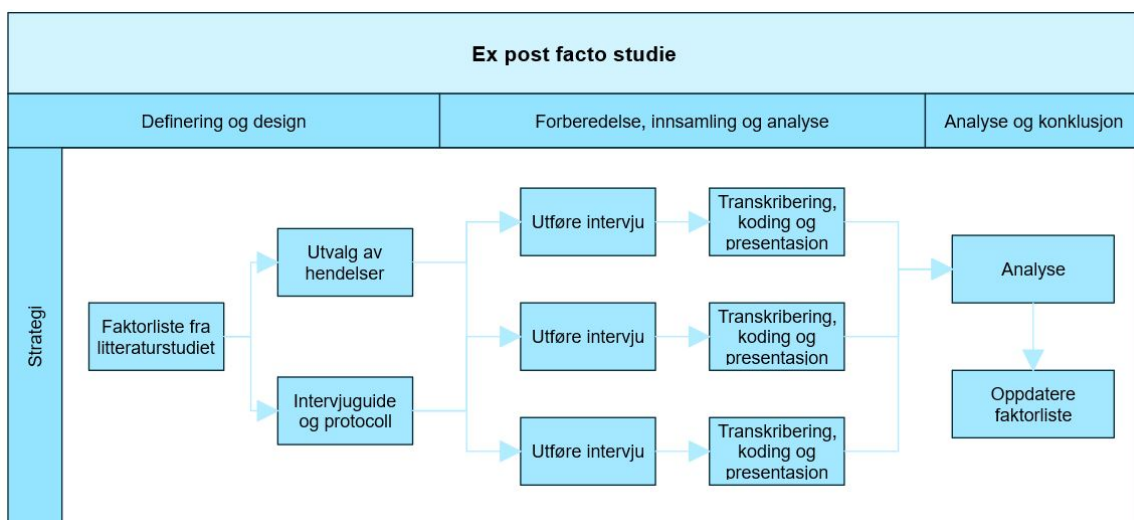 Ex post facto studie
Definering og design
Forberedelse, innsamling og analyse
Analyse og konklusjon
Strategi
Faktorliste fra
litteraturstudiet
Utvalg av
hendelser
Intervjuguide
og protocoll
Utføre intervju
Transkribering,
koding og
presentasjon
Utføre intervju
Transkribering,
koding og
presentasjon
Utføre intervju
Transkribering,
koding og
presentasjon
Analyse
Oppdatere
faktorliste